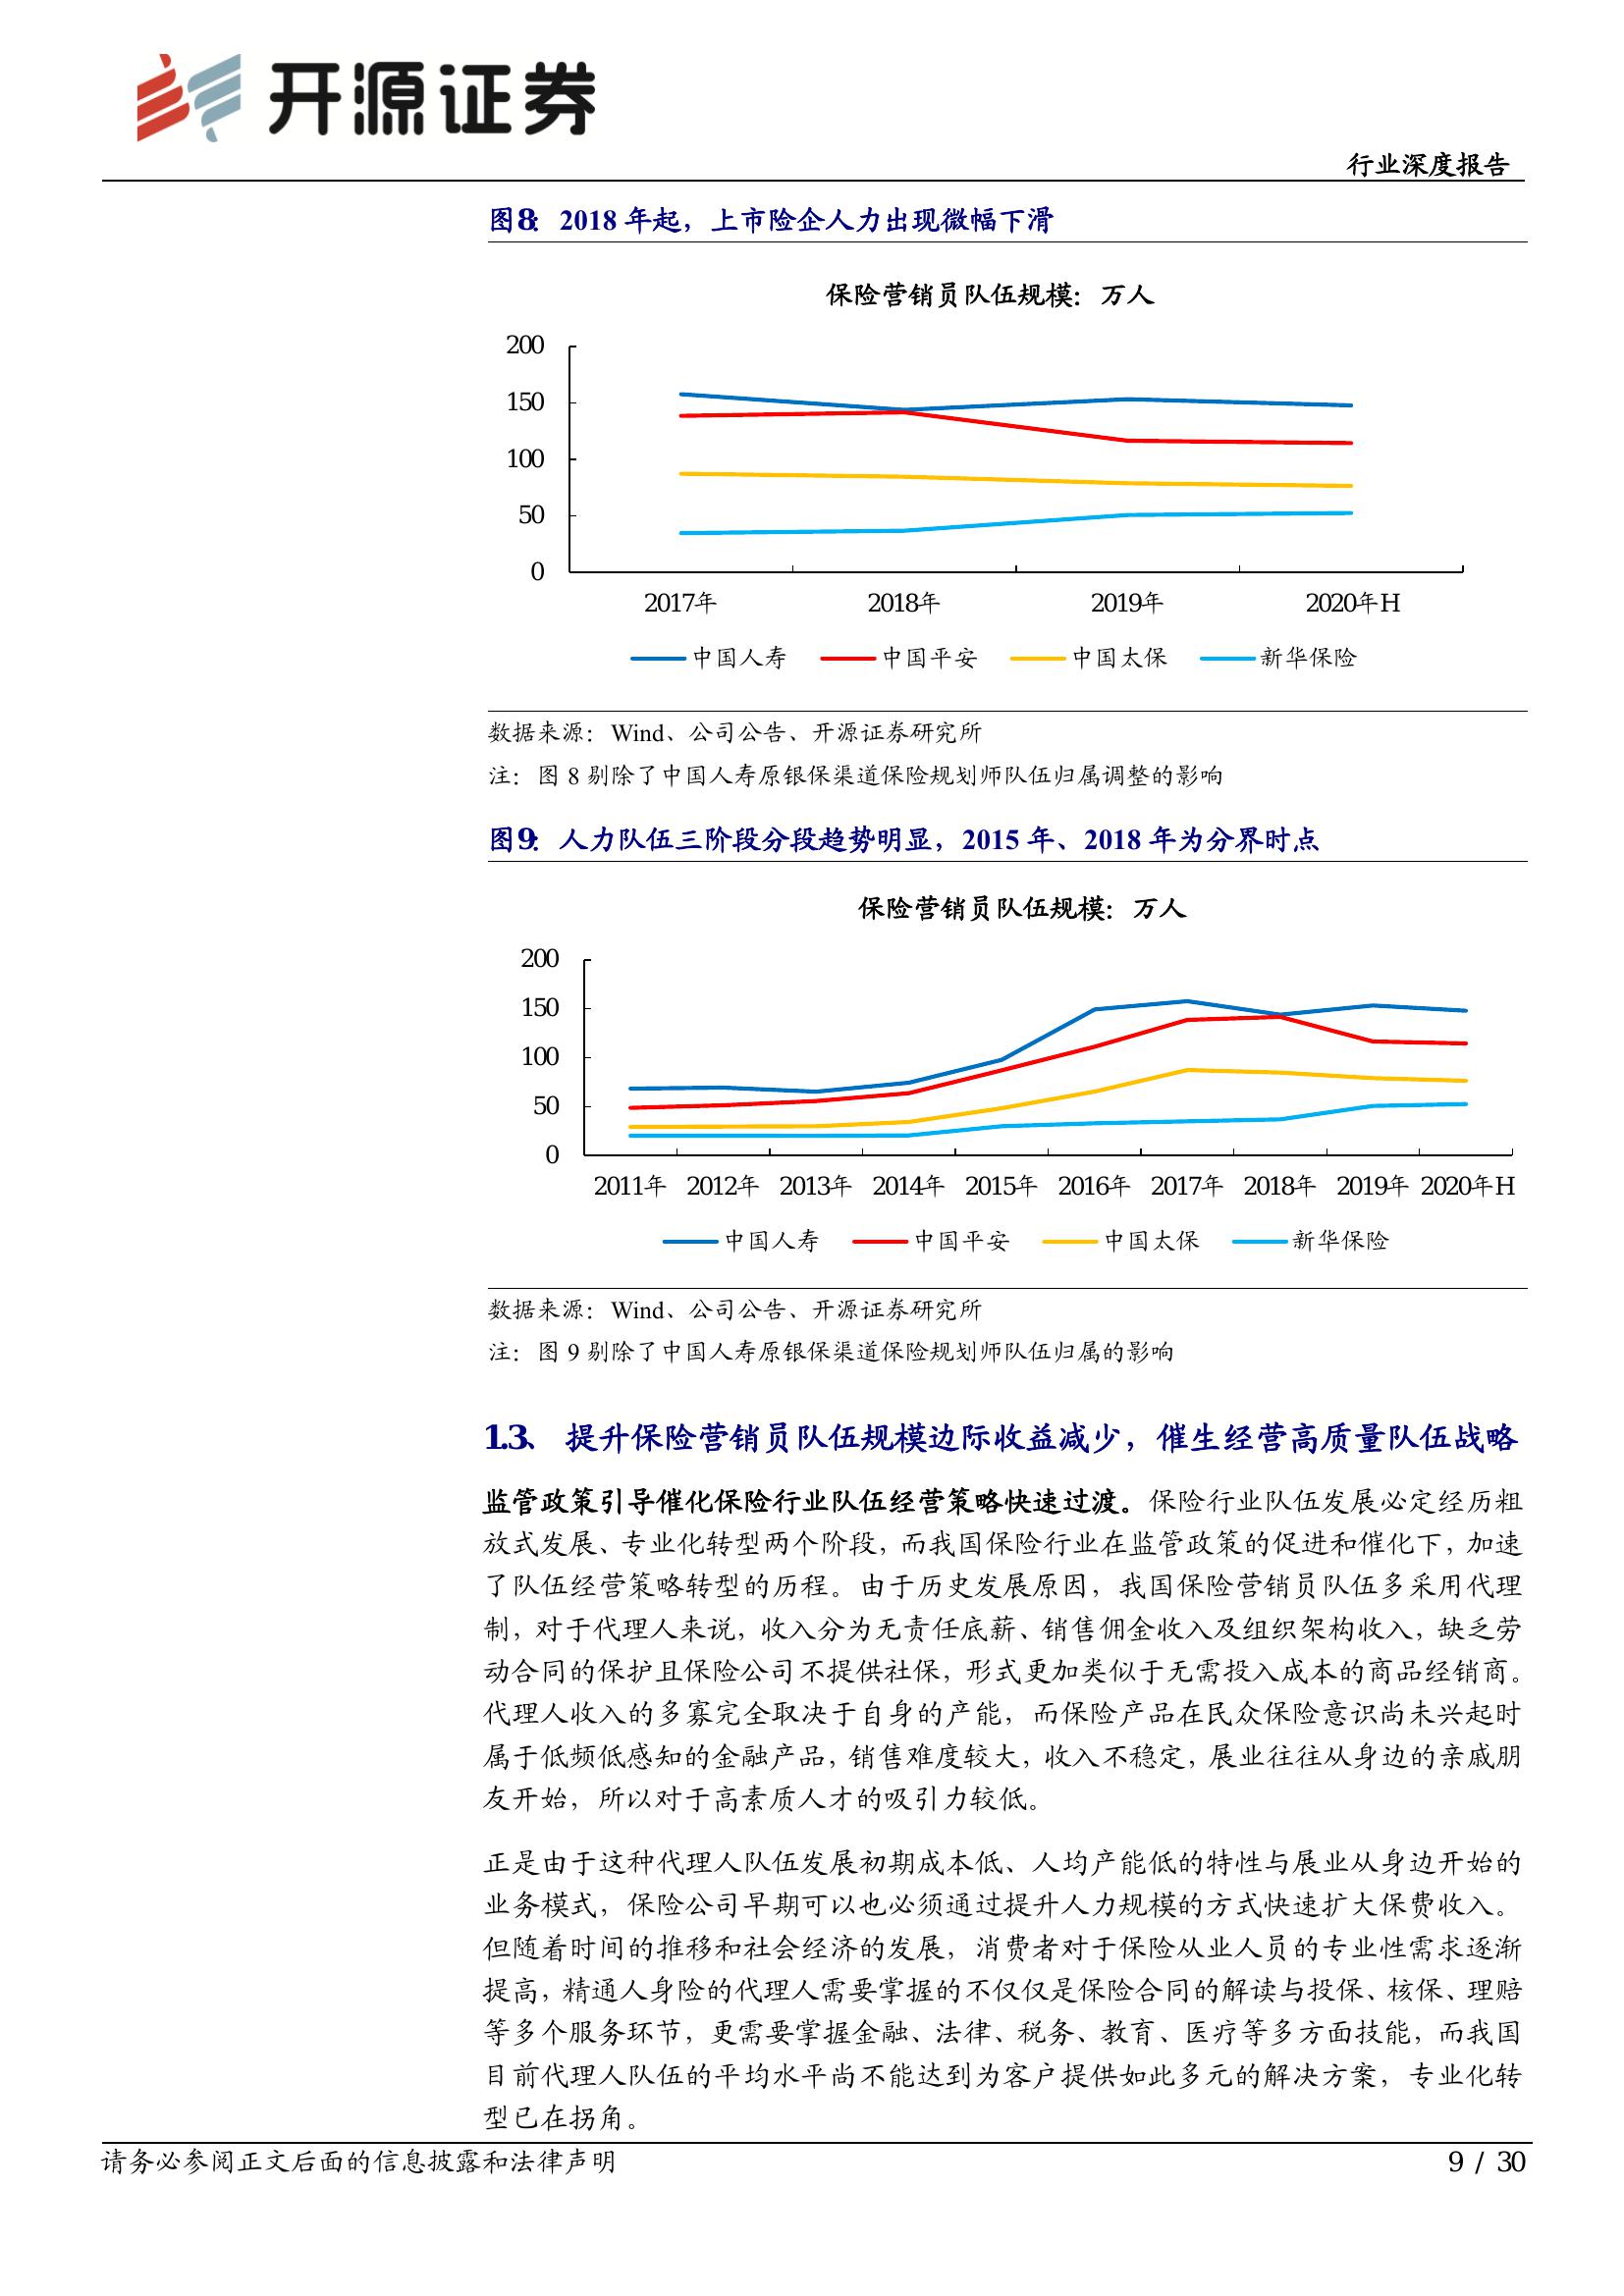 开源证券
行业深度报告
图8： 2018 年起，上市险企人力出现微幅下滑
保险营销员队伍规模：万人
200
150
100
50
0
2017年 2018年 2019年 2020年H
中国人寿 中国平安 中国太保 新华保险
数据来源：Wind、公司公告、开源证券研究所
注：图 8 剔除了中国人寿原银保渠道保险规划师队伍归属调整的影响
图9： 人力队伍三阶段分段趋势明显，2015 年、2018 年为分界时点
保险营销员队伍规模：万人
200
150
100
50
0
2011年 2012年 2013年 2014年 2015年 2016年 2017年 2018年 2019年 2020年H
中国人寿 中国平安 中国太保 新华保险
数据来源：Wind、公司公告、开源证券研究所
注：图 9 剔除了中国人寿原银保渠道保险规划师队伍归属的影响
1.3、 提升保险营销员队伍规模边际收益减少，催生经营高质量队伍战略
监管政策引导催化保险行业队伍经营策略快速过渡。保险行业队伍发展必定经历粗
放式发展、专业化转型两个阶段，而我国保险行业在监管政策的促进和催化下，加速
了队伍经营策略转型的历程。由于历史发展原因，我国保险营销员队伍多采用代理
制，对于代理人来说，收入分为无责任底薪、销售佣金收入及组织架构收入，缺乏劳
动合同的保护且保险公司不提供社保，形式更加类似于无需投入成本的商品经销商。
代理人收入的多寡完全取决于自身的产能，而保险产品在民众保险意识尚未兴起时
属于低频低感知的金融产品，销售难度较大，收入不稳定，展业往往从身边的亲戚朋
友开始，所以对于高素质人才的吸引力较低。
正是由于这种代理人队伍发展初期成本低、人均产能低的特性与展业从身边开始的
业务模式，保险公司早期可以也必须通过提升人力规模的方式快速扩大保费收入。
但随着时间的推移和社会经济的发展，消费者对于保险从业人员的专业性需求逐渐
提高，精通人身险的代理人需要掌握的不仅仅是保险合同的解读与投保、核保、理赔
等多个服务环节，更需要掌握金融、法律、税务、教育、医疗等多方面技能，而我国
目前代理人队伍的平均水平尚不能达到为客户提供如此多元的解决方案，专业化转
型已在拐角。
请务必参阅正文后面的信息披露和法律声明
9 / 30